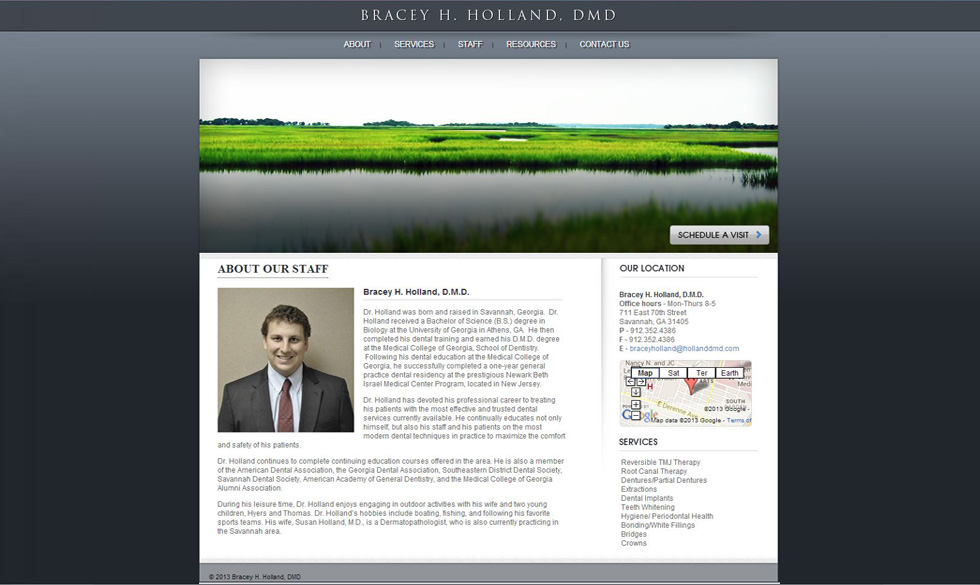 BRACEY H. HOLLAND, DMD
ABOUT | SERVICES | STAFF | RESOURCES | CONTACT US
SCHEDULE A VISIT
ABOUT OUR STAFF
Bracey H. Holland, D.M.D.
Dr. Holland was born and raised in Savannah, Georgia. Dr.
Holland received a Bachelor of Science (B.S.) degree in
Biology at the University of Georgia in Athens, GA. He then
completed his dental training and earned his D.M.D. degree
at the Medical College of Georgia, School of Dentistry.
Following his dental education at the Medical College of
Georgia, he successfully completed a one-year general
practice dental residency at the prestigious Newark Beth
Israel Medical Center Program, located in New Jersey.
Dr. Holland has devoted his professional career to treating
his patients with the most effective and trusted dental
services currently available. He continually educates not only
himself, but also his staff and his patients on the most
modern dental techniques in practice to maximize the comfort
and safety of his patients.
Dr. Holland continues to complete continuing education courses offered in the area. He is also a member
of the American Dental Association, the Georgia Dental Association, Southeastern District Dental Society,
Savannah Dental Society, American Academy of General Dentistry, and the Medical College of Georgia
Alumni Association.
During his leisure time, Dr. Holland enjoys engaging in outdoor activities with his wife and two young
children, Hyers and Thomas. Dr. Holland's hobbies include boating, fishing, and following his favorite
sports teams. His wife, Susan Holland, M.D., is a Dermatopathologist, who is also currently practicing in
the Savannah area.
OUR LOCATION
Bracey H. Holland, D.M.D.
Office hours - Mon-Thurs 8-5
711 East 70th Street
Savannah, GA 31405
P - 912.352.4386
F - 912.352.4386
E - braceyholland@hollanddmd.com
Nancy N. and JC
Map Sat Ter Earth
H
SOUTH
E Derenne Ave
©2013 Google -
Google
Map data ©2013 Google - Terms of
SERVICES
Reversible TMJ Therapy
Root Canal Therapy
Dentures/Partial Dentures
Extractions
Dental Implants
Teeth Whitening
Hygiene/ Periodontal Health
Bonding/White Fillings
Bridges
Crowns
© 2013 Bracey H. Holland, DMD